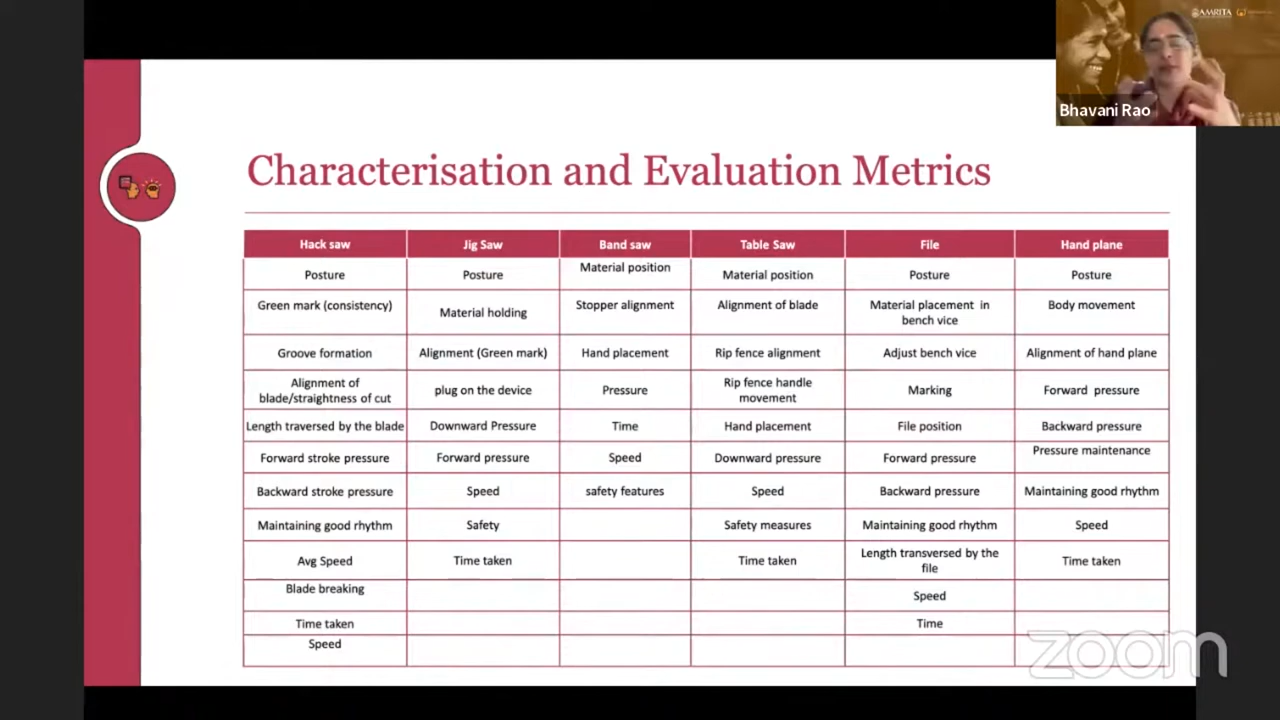 AMRITA
Bhavani Rao
Characterisation and Evaluation Metrics
Hack saw Jig Saw Band saw Table Saw File Hand plane
Posture Posture Material position Material position Posture Posture
Green mark (consistency) Material holding Stopper alignment Alignment of blade Material placement in bench vice Body movement
Groove formation Alignment (Green mark) Hand placement Rip fence alignment Adjust bench vice Alignment of hand plane
Alignment of blade/straightness of cut plug on the device Pressure Rip fence handle movement Marking Forward pressure
Length traversed by the blade Downward Pressure Time Hand placement File position Backward pressure
Forward stroke pressure Forward pressure Speed Downward pressure Forward pressure Pressure maintenance
Backward stroke pressure Speed safety features Speed Backward pressure Maintaining good rhythm
Maintaining good rhythm Safety Safety measures Maintaining good rhythm Speed
Avg Speed Time taken Time taken Length transversed by the file Time taken
Blade breaking Speed
Time taken Time
Speed
zoom